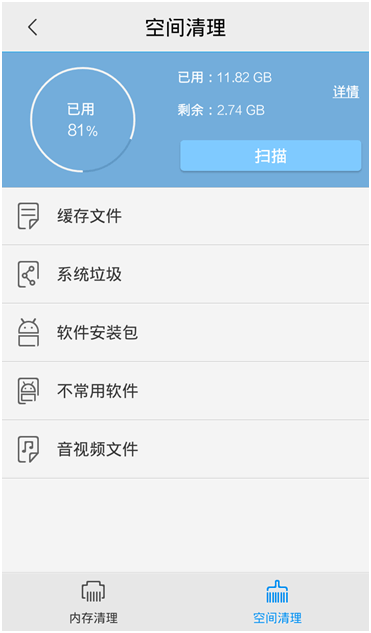 空间清理
已用：11.82 GB
详情
已用
81%
剩余：2.74 GB
扫描
缓存文件
系统垃圾
软件安装包
不常用软件
音视频文件
内存清理
空间清理